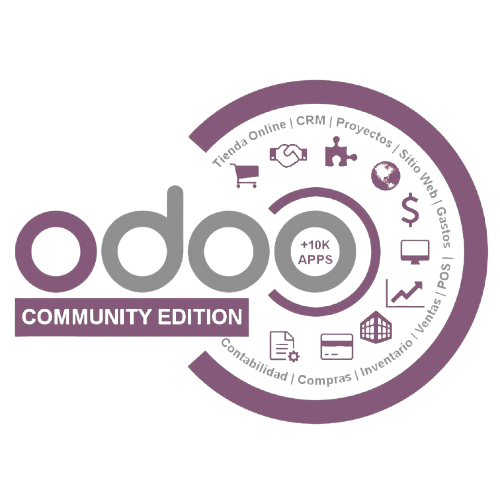 Tienda Online | CRM | Proyectos | Sitio Web | Gastos
odoo
+10K
APPS
COMMUNITY EDITION
Contabilidad | Compras | Inventario | Ventas | POS |